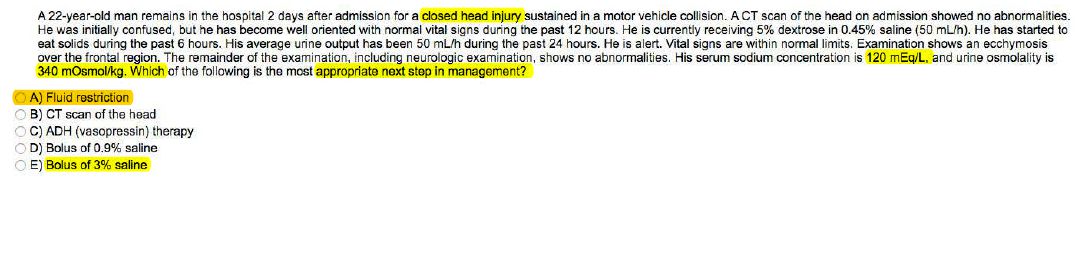 A 22-year-old man remains in the hospital 2 days after admission for a closed head injury sustained in a motor vehicle collision. A CT scan of the head on admission showed no abnormalities.
He was initially confused, but he has become well oriented with normal vital signs during the past 12 hours. He is currently receiving 5% dextrose in 0.45% saline (50 mL/h). He has started to
eat solids during the past 6 hours. His average urine output has been 50 mL/h during the past 24 hours. He is alert. Vital signs are within normal limits. Examination shows an ecchymosis
over the frontal region. The remainder of the examination, including neurologic examination, shows no abnormalities. His serum sodium concentration is 120 mEq/L, and urine osmolality is
340 mOsmol/kg. Which of the following is the most appropriate next step in management?
A) Fluid restriction
B) CT scan of the head
C) ADH (vasopressin) therapy
D) Bolus of 0.9% saline
E) Bolus of 3% saline